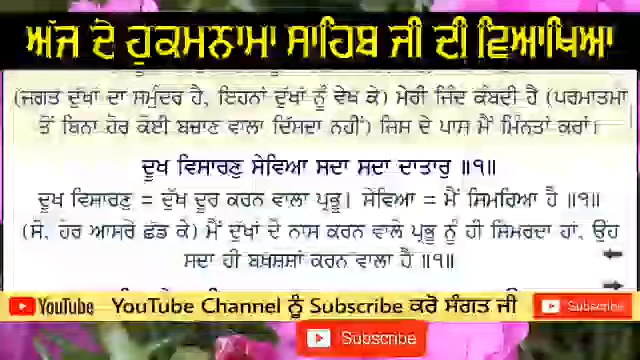 ਅੱਜ ਦੇ ਹੁਕਮਨਾਮਾ ਸਾਹਿਬ ਜੀ ਦੀ ਵਿਆਖਿਆ
(ਜਗਤ ਦੁੱਖਾਂ ਦਾ ਸਮੁੰਦਰ ਹੈ, ਇਹਨਾਂ ਦੁੱਖਾਂ ਨੂੰ ਵੇਖ ਕੇ) ਮੇਰੀ ਜਿੰਦ ਕੰਬਦੀ ਹੈ (ਪਰਮਾਤਮਾ
ਤੋਂ ਬਿਨਾ ਹੋਰ ਕੋਈ ਬਚਾਣ ਵਾਲਾ ਦਿੱਸਦਾ ਨਹੀਂ) ਜਿਸ ਦੇ ਪਾਸ ਮੈਂ ਮਿੰਨਤਾਂ ਕਰਾਂ।
ਦੂਖ ਵਿਸਾਰਣੁ ਸੇਵਿਆ ਸਦਾ ਸਦਾ ਦਾਤਾਰੁ ॥੧॥
ਦੂਖ ਵਿਸਾਰਣੁ = ਦੁੱਖ ਦੂਰ ਕਰਨ ਵਾਲਾ ਪ੍ਰਭੂ। ਸੇਵਿਆ = ਮੈਂ ਸਿਮਰਿਆ ਹੈ ॥੧॥
(ਸੋ, ਹੋਰ ਆਸਰੇ ਛੱਡ ਕੇ) ਮੈਂ ਦੁੱਖਾਂ ਦੇ ਨਾਸ ਕਰਨ ਵਾਲੇ ਪ੍ਰਭੂ ਨੂੰ ਹੀ ਸਿਮਰਦਾ ਹਾਂ, ਉਹ
ਸਦਾ ਹੀ ਬਖ਼ਸ਼ਸ਼ਾਂ ਕਰਨ ਵਾਲਾ ਹੈ ॥੧॥
YouTube YouTube Channel ਨੂੰ Subscribe ਕਰੋ ਸੰਗਤ ਜੀ Subscribe
Subscribe